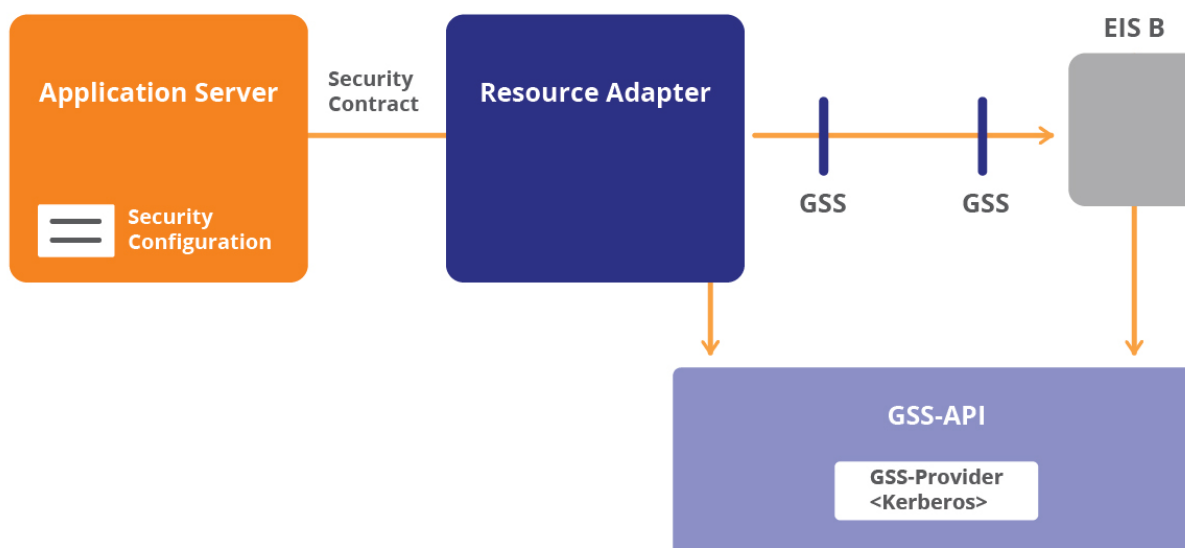 EIS B
Application Server
Security
Contract
Resource Adapter
GSS
GSS
Security
Configuration
GSS-API
GSS-Provider
<Kerberos>